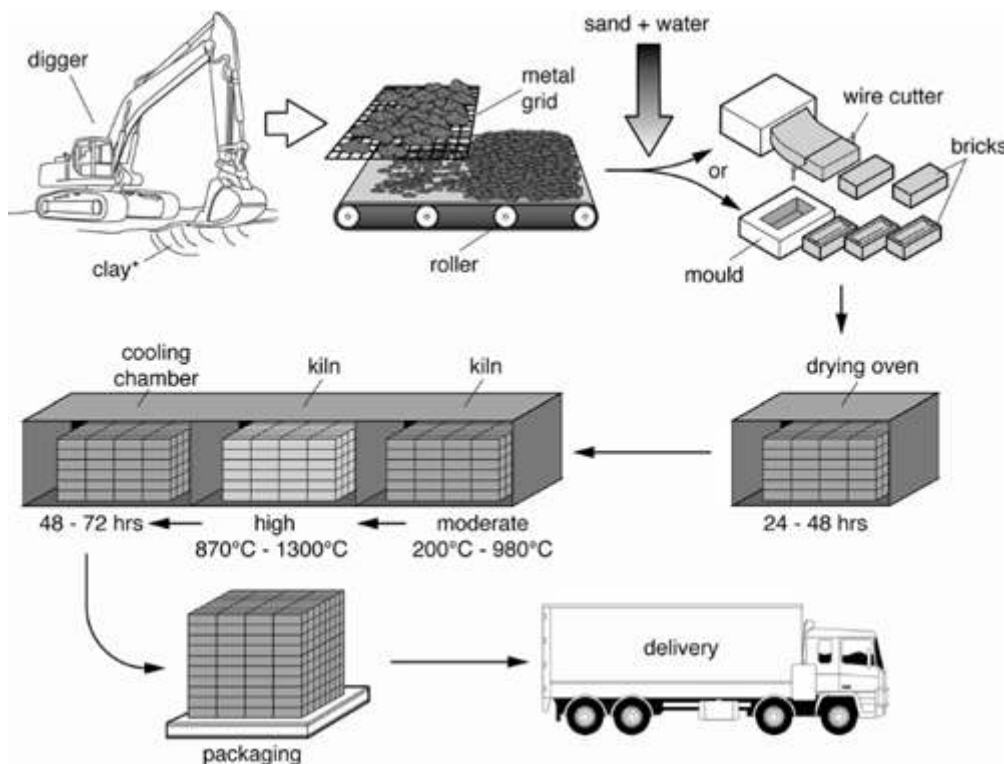 sand + water
digger
metal
grid
wire cutter
bricks
or
clay*
roller
mould
cooling
chamber
kiln
kiln
drying oven
48 - 72 hrs
high
870°C - 1300°C
moderate
200°C - 980°C
24 - 48 hrs
delivery
packaging